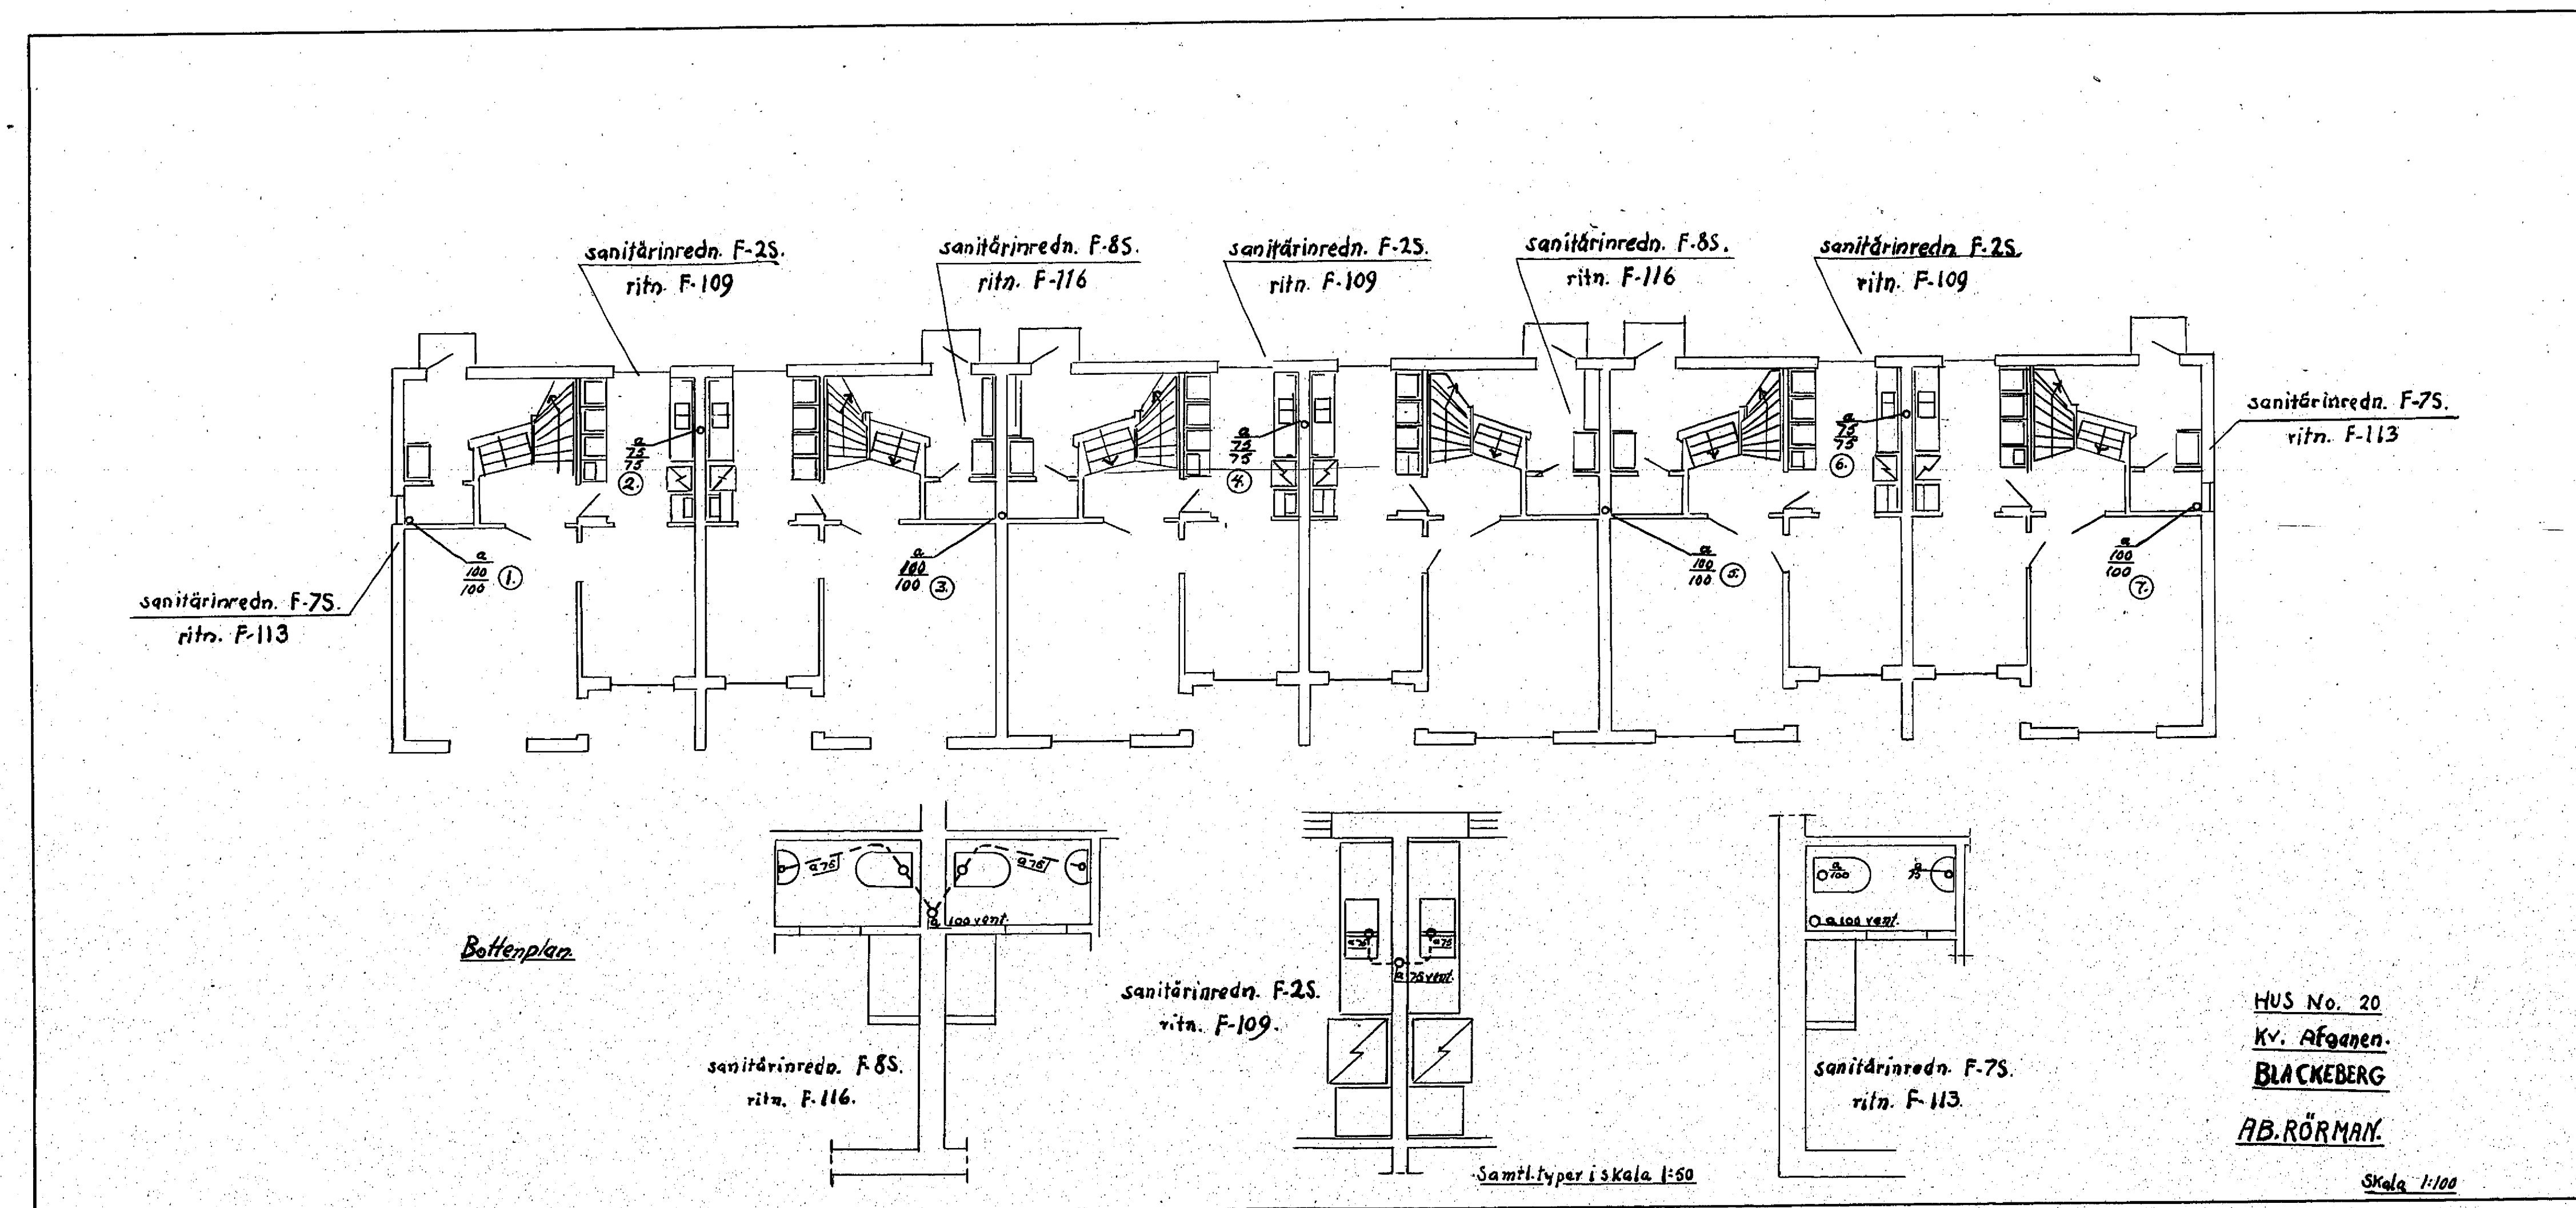 sanitärinredn. F-2S.
ritn. F-109
sanitärinredn. F-8S.
ritn. F-116
sanitärinredn. F-2S.
ritn. F-109
sanitärinredn. F-8S.
ritn. F-116
sanitärinredn F-2S.
ritn. F-109
sanitärinredn. F-7S.
ritn. F-113
a
75
75
2.
a
75
75
4.
a
75
75
6.
a
100
100
1.
a
100
100
3.
a
100
100
5.
a
100
100
7.
sanitärinredn. F-7S.
ritn. F-113
a 75
a 75
a 100 vent.
Bottenplan.
sanitärinredn. F-8S.
ritn. F-116.
a 75
a 75
a 75 vent.
sanitärinredn. F-2S.
ritn. F-109.
a
100
a
75
a 100 vent.
sanitärinredn. F-7S.
ritn. F-113.
Samtl. typer i skala 1:50
HUS No. 20
Kv. Afganen.
BLACKEBERG
AB. RÖRMAN.
Skala 1:100